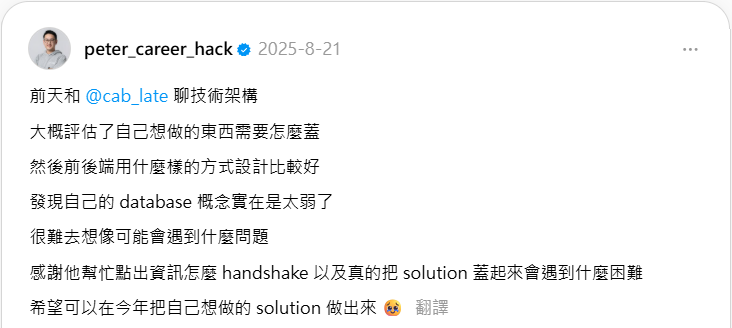 peter_career_hack 2025-8-21
前天和 @cab_late 聊技術架構
大概評估了自己想做的東西需要怎麼蓋
然後前後端用什麼樣的方式設計比較好
發現自己的 database 概念實在是太弱了
很難去想像可能會遇到什麼問題
感謝他幫忙點出資訊怎麼 handshake 以及真的把 solution 蓋起來會遇到什麼困難
希望可以在今年把自己想做的 solution 做出來 🥹 翻譯